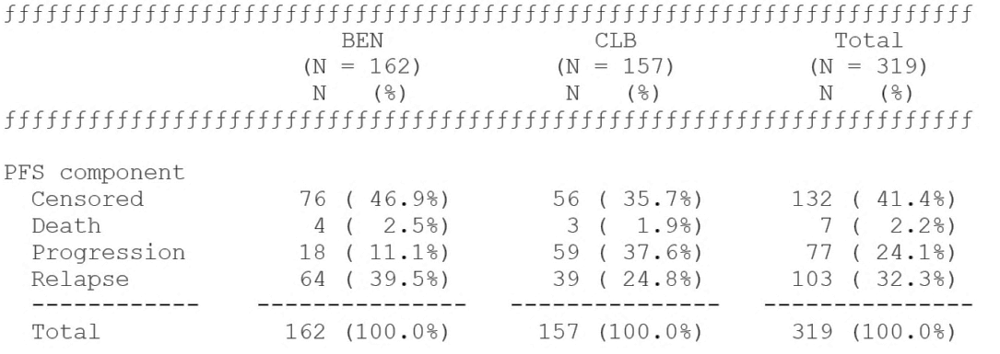 ƒƒƒƒƒƒƒƒƒƒƒƒƒƒƒƒƒƒƒƒƒƒƒƒƒƒƒƒƒƒƒƒƒƒƒƒƒƒƒƒƒƒƒƒƒƒƒƒƒƒƒƒƒƒƒƒƒƒƒƒƒƒƒƒƒƒƒƒƒƒ
BEN CLB Total
(N = 162) (N = 157) (N = 319)
N (%) N (%) N (%)
ƒƒƒƒƒƒƒƒƒƒƒƒƒƒƒƒƒƒƒƒƒƒƒƒƒƒƒƒƒƒƒƒƒƒƒƒƒƒƒƒƒƒƒƒƒƒƒƒƒƒƒƒƒƒƒƒƒƒƒƒƒƒƒƒƒƒƒƒƒƒ
PFS component
Censored 76 ( 46.9%) 56 ( 35.7%) 132 ( 41.4%)
Death 4 ( 2.5%) 3 ( 1.9%) 7 ( 2.2%)
Progression 18 ( 11.1%) 59 ( 37.6%) 77 ( 24.1%)
Relapse 64 ( 39.5%) 39 ( 24.8%) 103 ( 32.3%)
------------ --------------- --------------- ---------------
Total 162 (100.0%) 157 (100.0%) 319 (100.0%)